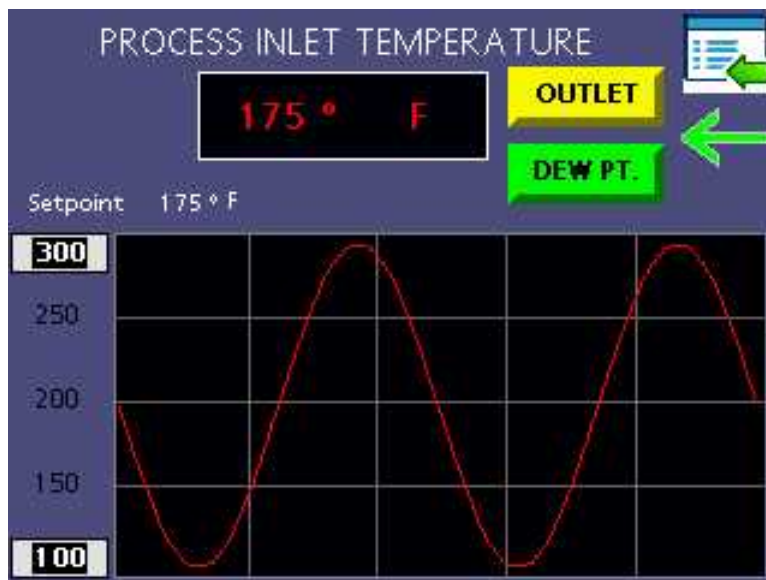 PROCESS INLET TEMPERATURE
175 ° F
OUTLET
DEW PT.
Setpoint 175 ° F
300
250
200
150
100